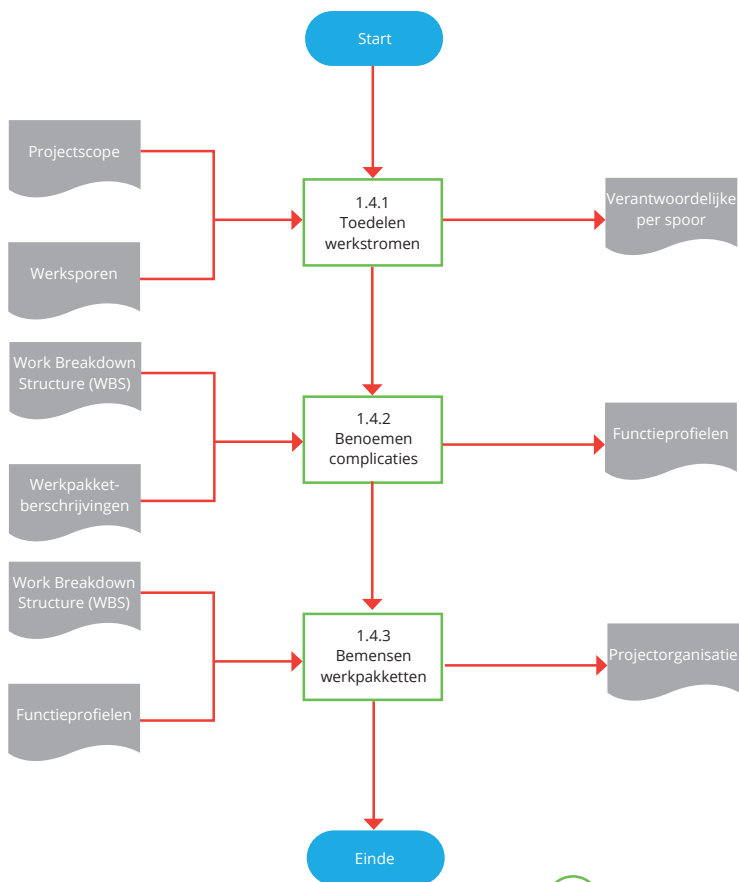 Start
Projectscope
1.4.1
Toedelen
werkstromen
Verantwoordelijke
per spoor
Werksporen
Work Breakdown
Structure (WBS)
1.4.2
Benoemen
complicaties
Functieprofielen
Werkpakket-
berschrijvingen
Work Breakdown
Structure (WBS)
1.4.3
Bemensen
werkpakketten
Projectorganisatie
Functieprofielen
Einde